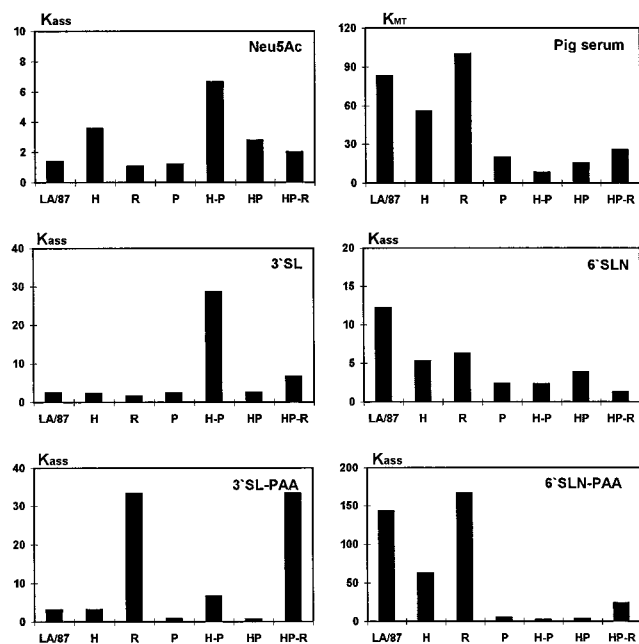 Kass
Neu5Ac
10
8
6
4
2
0
LA/87 H R P H-P HP HP-R
KMT
Pig serum
120
90
60
30
0
LA/87 H R P H-P HP HP-R
Kass
3`SL
40
30
20
10
0
LA/87 H R P H-P HP HP-R
Kass
6`SLN
20
15
10
5
0
LA/87 H R P H-P HP HP-R
Kass
3`SL-PAA
40
30
20
10
0
LA/87 H R P H-P HP HP-R
Kass
6`SLN-PAA
200
150
100
50
0
LA/87 H R P H-P HP HP-R